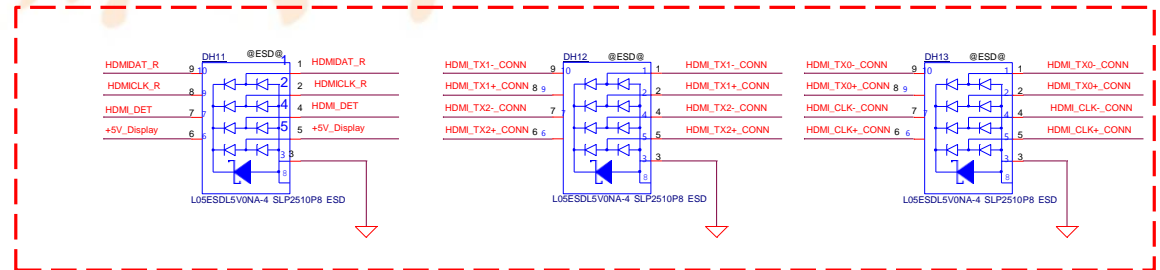 DH11 @ESD@
HDMIDAT_R 9 10 1 1 HDMIDAT_R
HDMICLK_R 8 9 2 2 HDMICLK_R
HDMI_DET 7 7 4 4 HDMI_DET
+5V_Display 6 6 5 5 +5V_Display
3 3
8
L05ESDL5V0NA-4 SLP2510P8 ESD
DH12 @ESD@
HDMI_TX1-_CONN 9 10 1 1 HDMI_TX1-_CONN
HDMI_TX1+_CONN 8 9 2 2 HDMI_TX1+_CONN
HDMI_TX2-_CONN 7 7 4 4 HDMI_TX2-_CONN
HDMI_TX2+_CONN 6 6 5 5 HDMI_TX2+_CONN
3 3
8
L05ESDL5V0NA-4 SLP2510P8 ESD
DH13 @ESD@
HDMI_TX0-_CONN 9 10 1 1 HDMI_TX0-_CONN
HDMI_TX0+_CONN 8 9 2 2 HDMI_TX0+_CONN
HDMI_CLK-_CONN 7 7 4 4 HDMI_CLK-_CONN
HDMI_CLK+_CONN 6 6 5 5 HDMI_CLK+_CONN
3 3
8
L05ESDL5V0NA-4 SLP2510P8 ESD